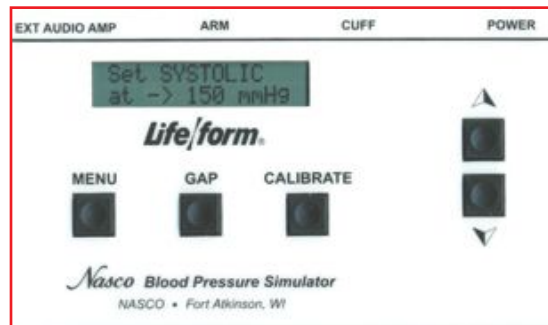 EXT AUDIO AMP ARM CUFF POWER
Set SYSTOLIC
at -> 150 mmHg
Life/form®
MENU GAP CALIBRATE
Nasco Blood Pressure Simulator
NASCO • Fort Atkinson, WI